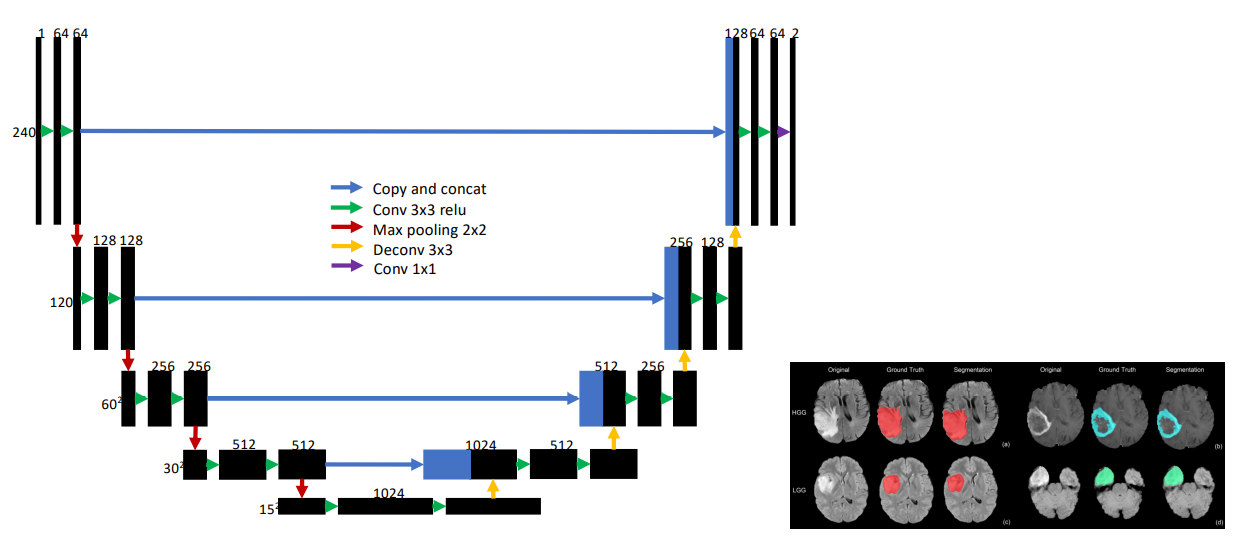 1 64 64
128 64 64 2
240
Copy and concat
Conv 3x3 relu
Max pooling 2x2
Deconv 3x3
Conv 1x1
128 128
256 128
120
256 256
512 256
60²
512 512
1024 512
30²
1024
15²
Original Ground Truth Segmentation Original Ground Truth Segmentation
HGG
(a) (b)
LGG
(c) (d)